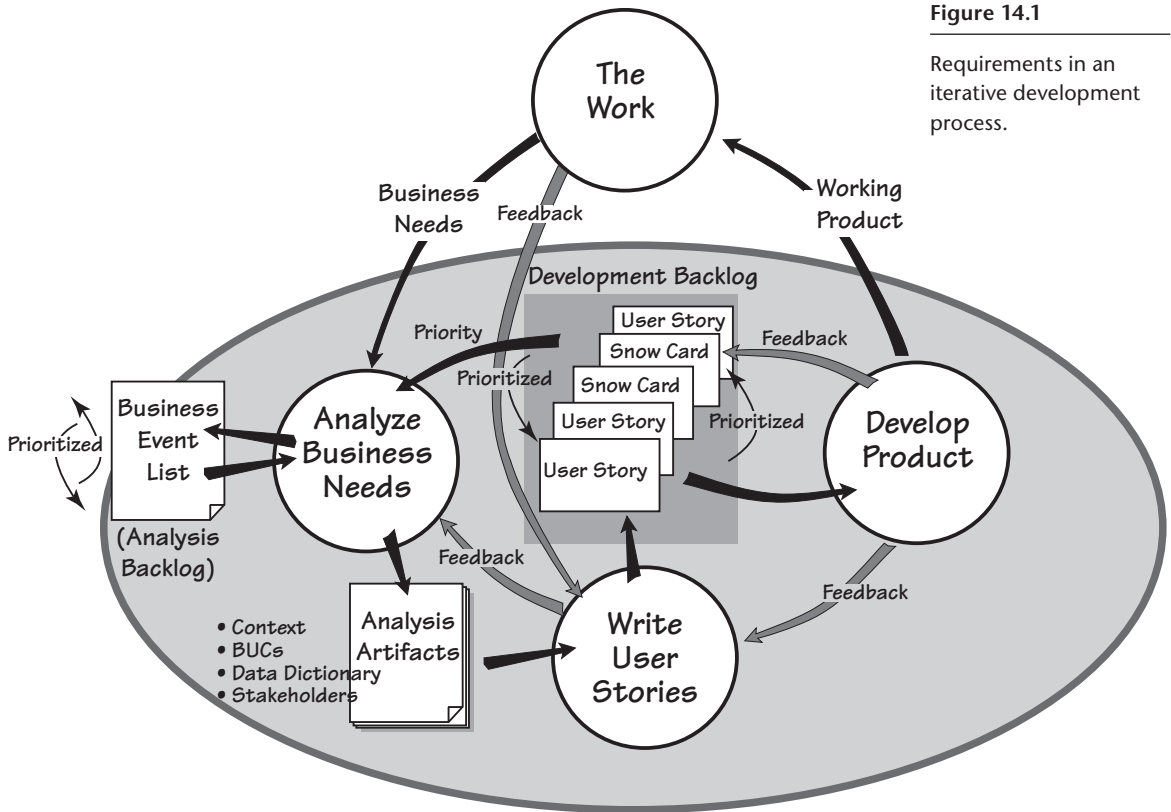 Figure 14.1
Requirements in an
iterative development
process.
The
Work
Business
Needs
Feedback
Working
Product
Development Backlog
User Story
Snow Card
Snow Card
User Story
User Story
Priority
Prioritized
Feedback
Prioritized
Business
Event
List
Prioritized
(Analysis
Backlog)
Analyze
Business
Needs
Develop
Product
Feedback
Feedback
Analysis
Artifacts
• Context
• BUCs
• Data Dictionary
• Stakeholders
Write
User
Stories